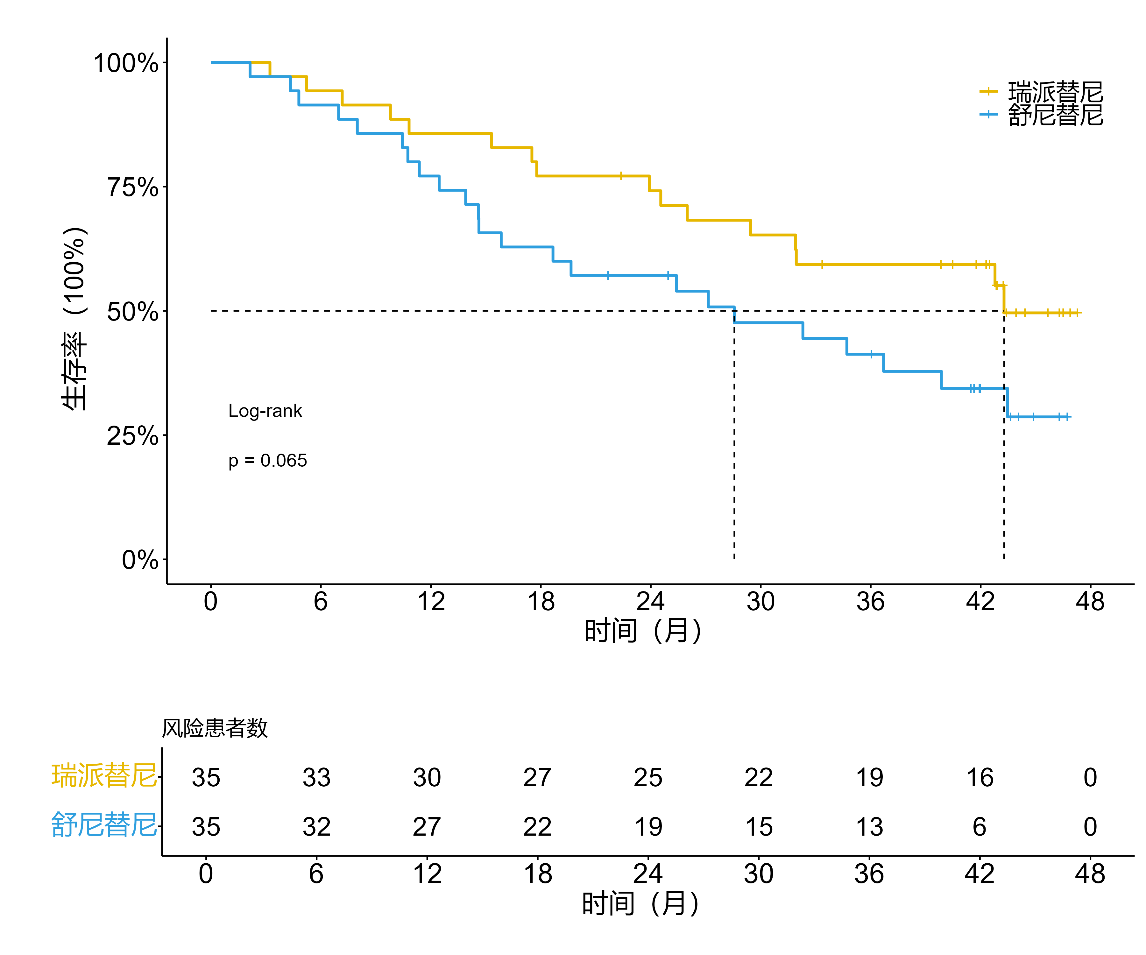 100%
75%
50%
25%
0%
生存率（100%）
瑞派替尼
舒尼替尼
Log-rank
p = 0.065
0 6 12 18 24 30 36 42 48
时间（月）
风险患者数
瑞派替尼 35 33 30 27 25 22 19 16 0
舒尼替尼 35 32 27 22 19 15 13 6 0
0 6 12 18 24 30 36 42 48
时间（月）